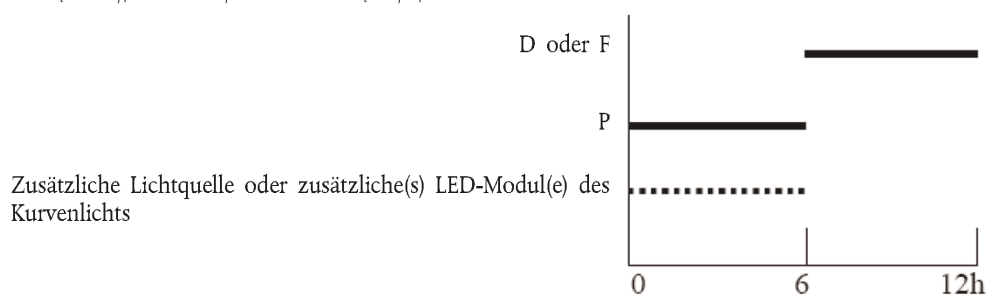 D oder F
P
Zusätzliche Lichtquelle oder zusätzliche(s) LED-Modul(e) des
Kurvenlichts
0 6 12h